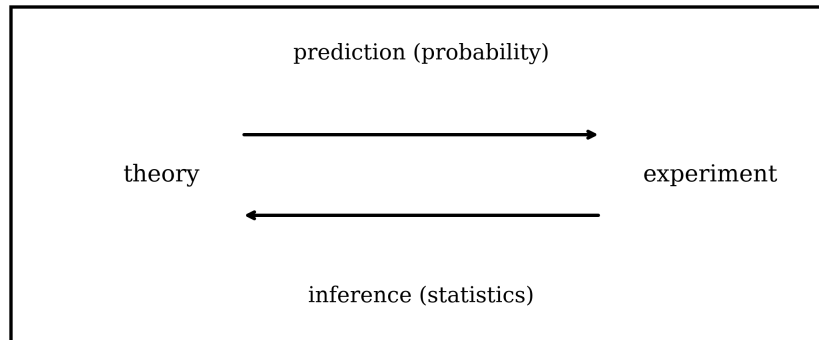 prediction (probability)
theory
experiment
inference (statistics)